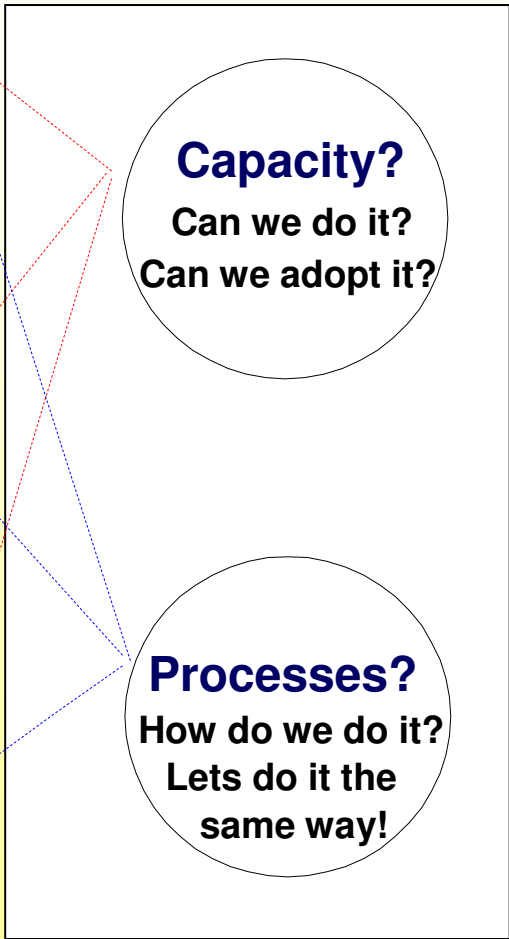 Capacity?
Can we do it?
Can we adopt it?
Processes?
How do we do it?
Lets do it the
same way!